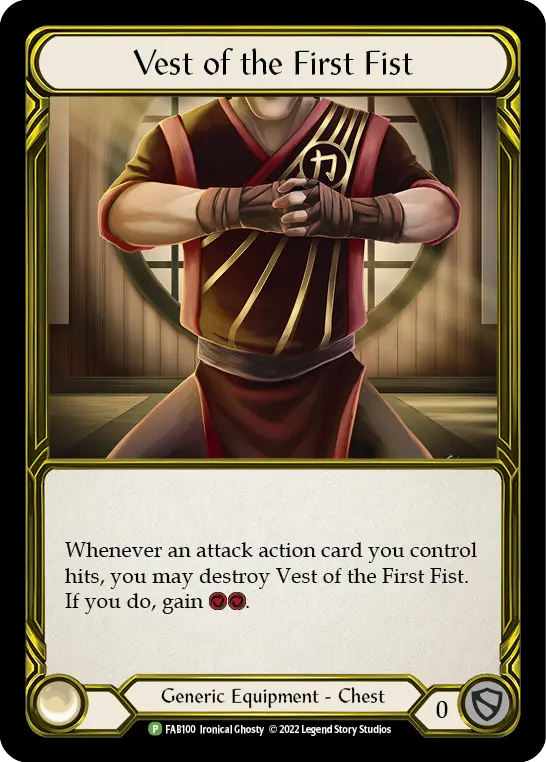 Vest of the First Fist
力
Whenever an attack action card you control
hits, you may destroy Vest of the First Fist.
If you do, gain .
Generic Equipment - Chest
0
P FAB100 Ironical Ghosty © 2022 Legend Story Studios